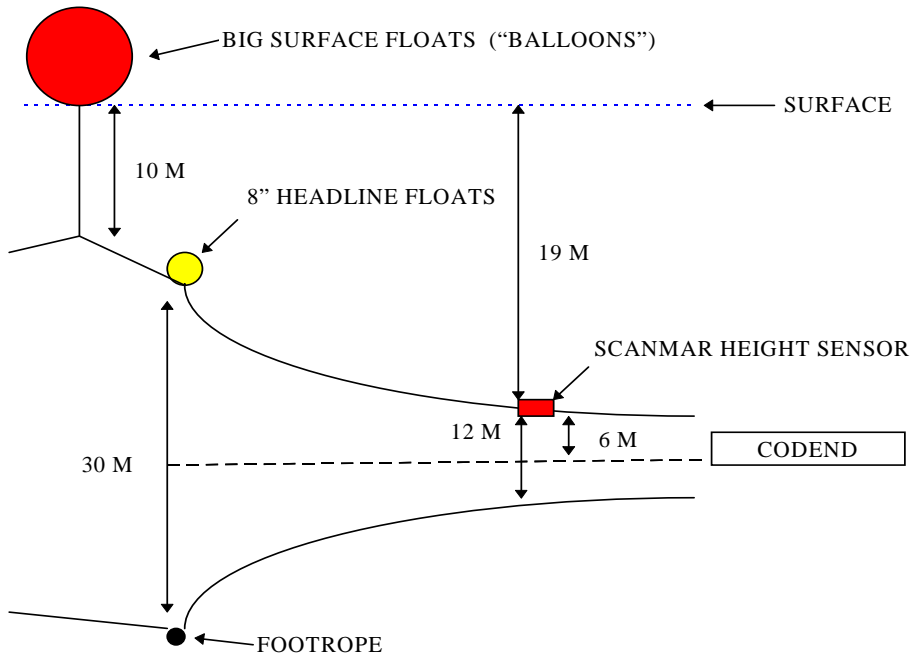 BIG SURFACE FLOATS (“BALLOONS”)
SURFACE
10 M
8” HEADLINE FLOATS
19 M
SCANMAR HEIGHT SENSOR
12 M
6 M
30 M
CODEND
FOOTROPE